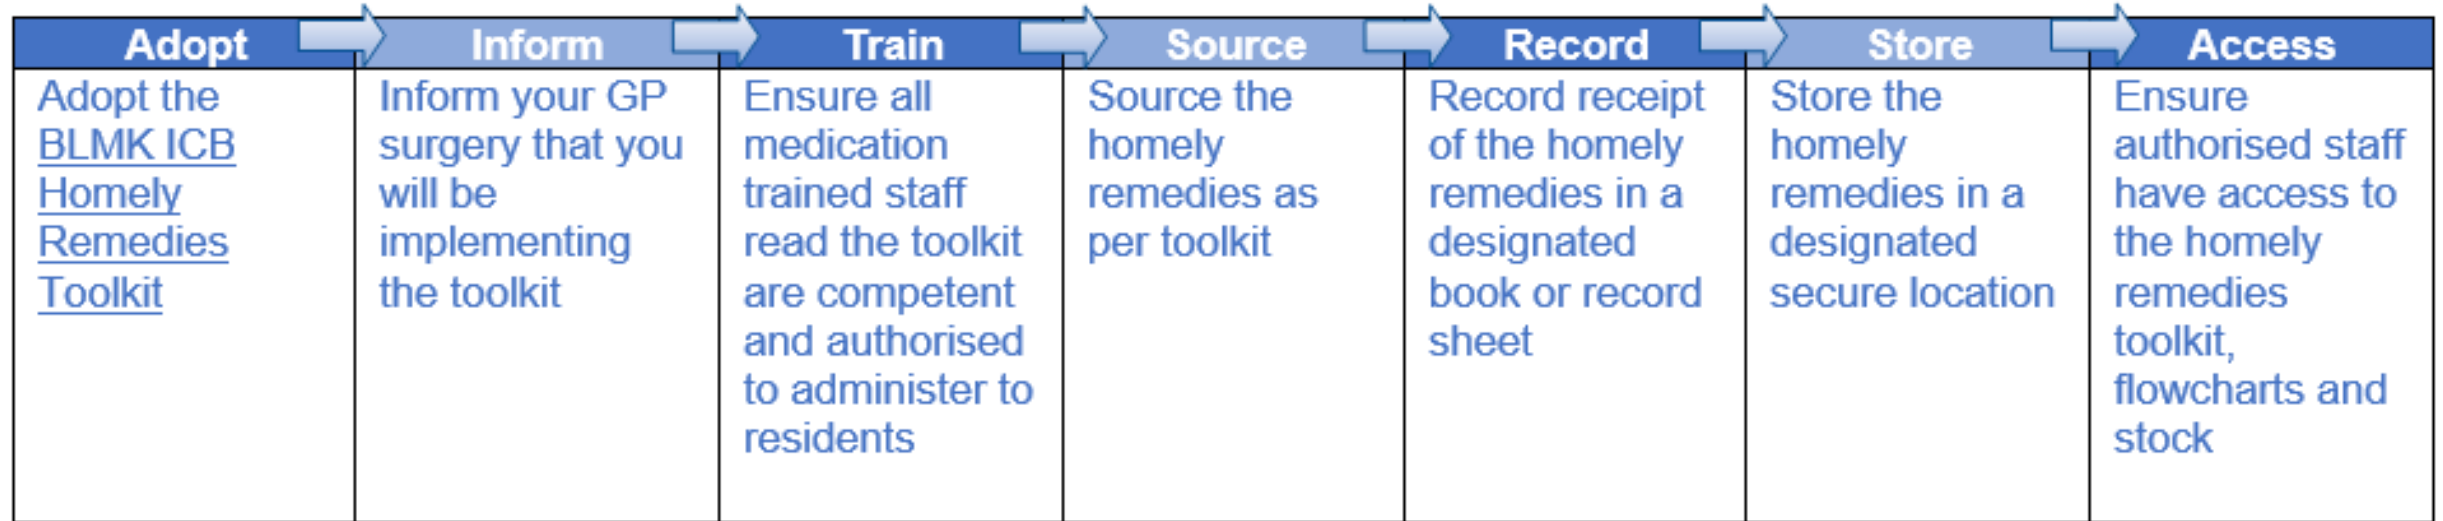 Adopt
Inform
Train
Source
Record
Store
Access
Adopt the
BLMK ICB
Homely
Remedies
Toolkit
Inform your GP
surgery that you
will be
implementing
the toolkit
Ensure all
medication
trained staff
read the toolkit
are competent
and authorised
to administer to
residents
Source the
homely
remedies as
per toolkit
Record receipt
of the homely
remedies in a
designated
book or record
sheet
Store the
homely
remedies in a
designated
secure location
Ensure
authorised staff
have access to
the homely
remedies
toolkit,
flowcharts and
stock